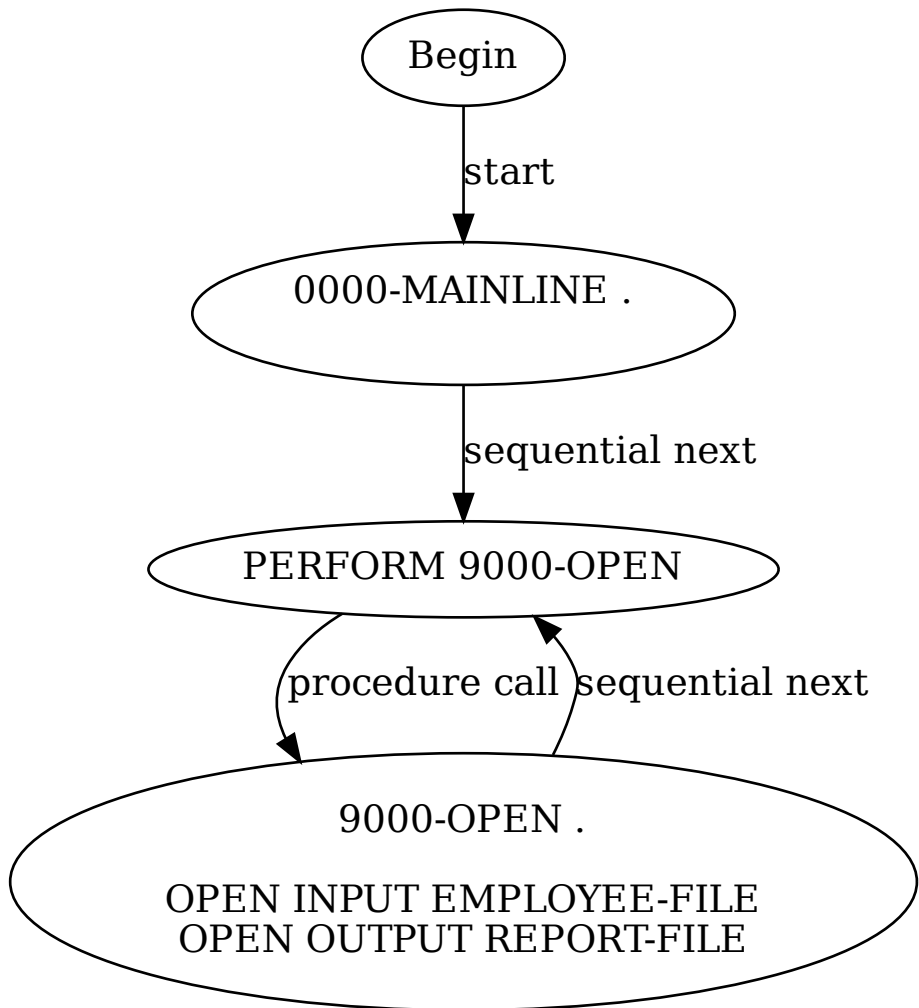 Begin
start
0000-MAINLINE .
sequential next
PERFORM 9000-OPEN
procedure call
sequential next
9000-OPEN .
OPEN INPUT EMPLOYEE-FILE
OPEN OUTPUT REPORT-FILE